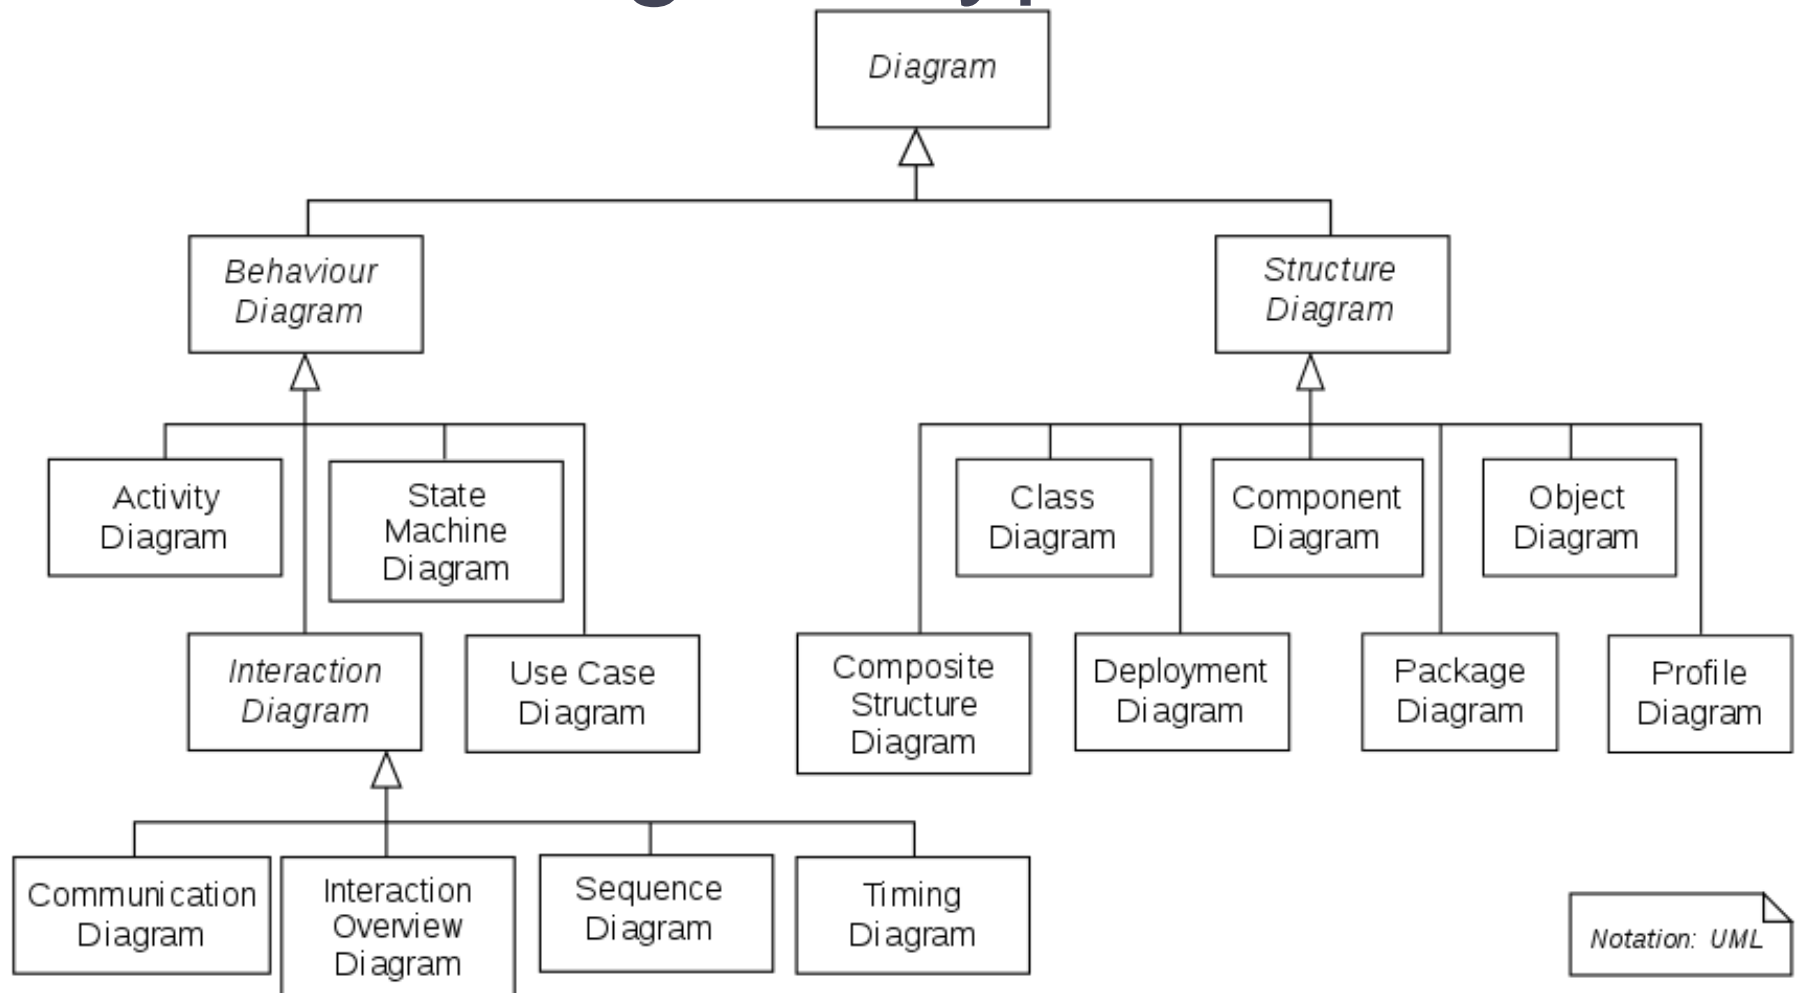 Diagram
Behaviour
Diagram
Structure
Diagram
Activity
Diagram
State
Machine
Diagram
Class
Diagram
Component
Diagram
Object
Diagram
Interaction
Diagram
Use Case
Diagram
Composite
Structure
Diagram
Deployment
Diagram
Package
Diagram
Profile
Diagram
Communication
Diagram
Interaction
Overview
Diagram
Sequence
Diagram
Timing
Diagram
Notation: UML